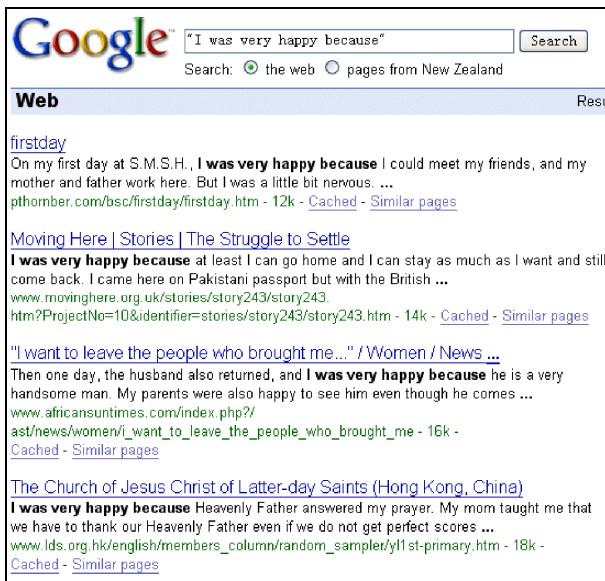 Google™ "I was very happy because" Search
Search: the web pages from New Zealand
Web Resu
firstday
On my first day at S.M.S.H., I was very happy because I could meet my friends, and my
mother and father work here. But I was a little bit nervous. ...
pthornber.com/bsc/firstday/firstday.htm - 12k - Cached - Similar pages
Moving Here | Stories | The Struggle to Settle
I was very happy because at least I can go home and I can stay as much as I want and still
come back. I came here on Pakistani passport but with the British ...
www.movinghere.org.uk/stories/story243/story243.
htm?ProjectNo=10&identifier=stories/story243/story243.htm - 14k - Cached - Similar pages
"I want to leave the people who brought me..." / Women / News ...
Then one day, the husband also returned, and I was very happy because he is a very
handsome man. My parents were also happy to see him even though he comes ...
www.africansuntimes.com/index.php?/
ast/news/women/i_want_to_leave_the_people_who_brought_me - 16k -
Cached - Similar pages
The Church of Jesus Christ of Latter-day Saints (Hong Kong, China)
I was very happy because Heavenly Father answered my prayer. My mom taught me that
we have to thank our Heavenly Father even if we do not get perfect scores ...
www.lds.org.hk/english/members_column/random_sampler/yl1st-primary.htm - 18k -
Cached - Similar pages